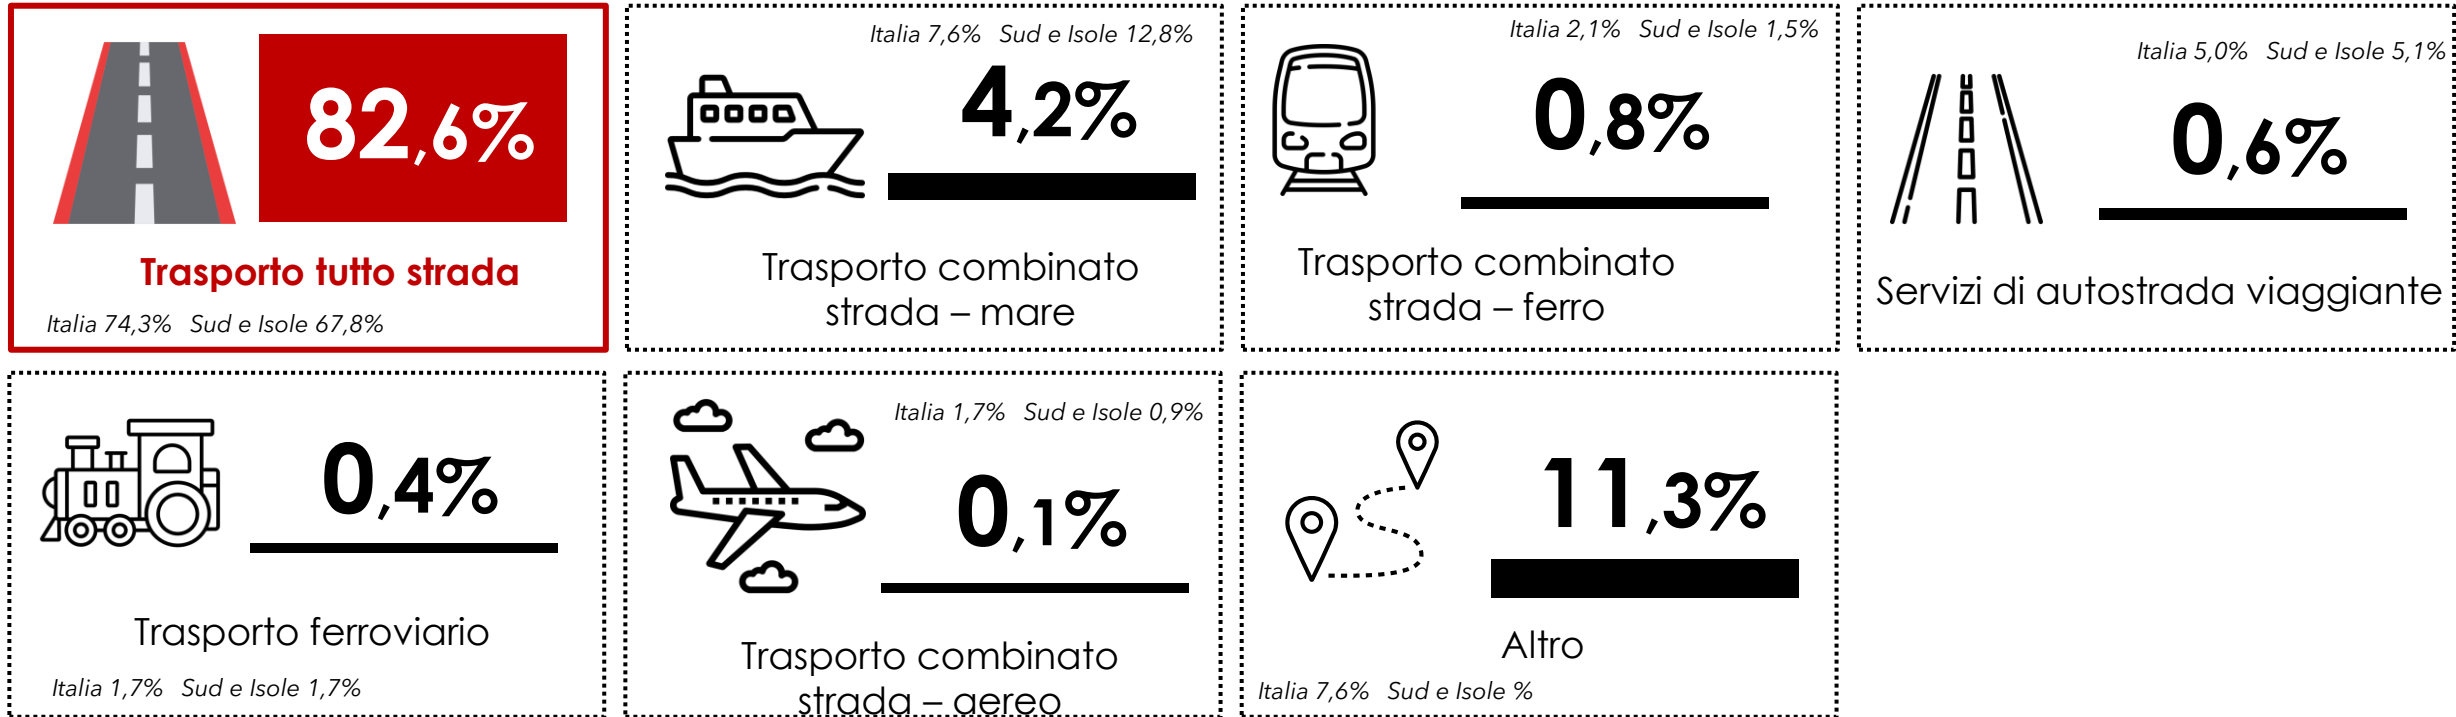 82,6%
Trasporto tutto strada
Italia 74,3% Sud e Isole 67,8%
Italia 7,6% Sud e Isole 12,8%
4,2%
Trasporto combinato
strada – mare
Italia 2,1% Sud e Isole 1,5%
0,8%
Trasporto combinato
strada – ferro
Italia 5,0% Sud e Isole 5,1%
0,6%
Servizi di autostrada viaggiante
0,4%
Trasporto ferroviario
Italia 1,7% Sud e Isole 1,7%
Italia 1,7% Sud e Isole 0,9%
0,1%
Trasporto combinato
strada – aereo
11,3%
Altro
Italia 7,6% Sud e Isole %